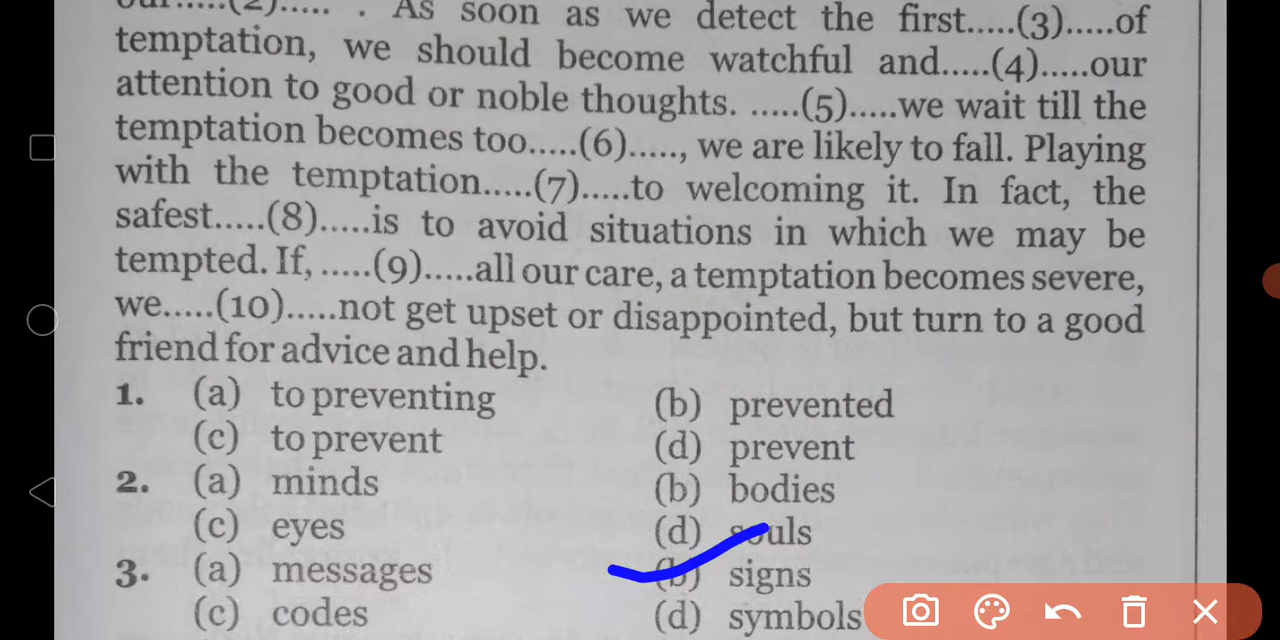 our.....(2)..... . As soon as we detect the first.....(3).....of
temptation, we should become watchful and.....(4).....our
attention to good or noble thoughts. .....(5).....we wait till the
temptation becomes too.....(6)....., we are likely to fall. Playing
with the temptation.....(7).....to welcoming it. In fact, the
safest.....(8).....is to avoid situations in which we may be
tempted. If, .....(9).....all our care, a temptation becomes severe,
we.....(10).....not get upset or disappointed, but turn to a good
friend for advice and help.
1. (a) to preventing (b) prevented
(c) to prevent (d) prevent
2. (a) minds (b) bodies
(c) eyes (d) souls
3. (a) messages (b) signs
(c) codes (d) symbols